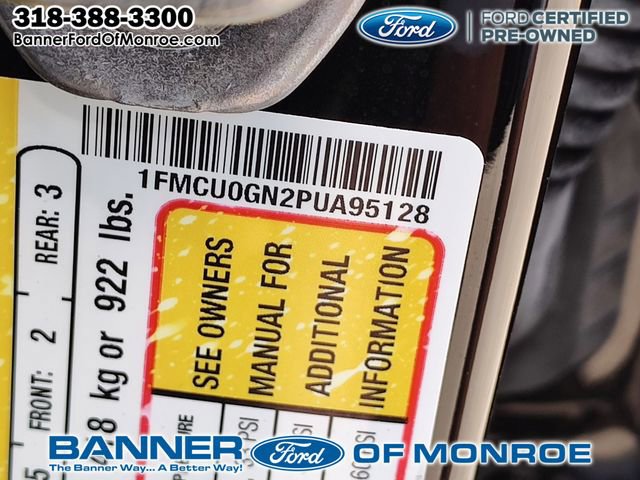 318-388-3300
BannerFordOfMonroe.com
Ford
FORD CERTIFIED
PRE-OWNED
1FMCU0GN2PUA95128
REAR: 3
FRONT: 2
kg or 922 lbs.
SEE OWNERS
MANUAL FOR
ADDITIONAL
INFORMATION
PSI
BANNER Ford OF MONROE
The Banner Way... A Better Way!